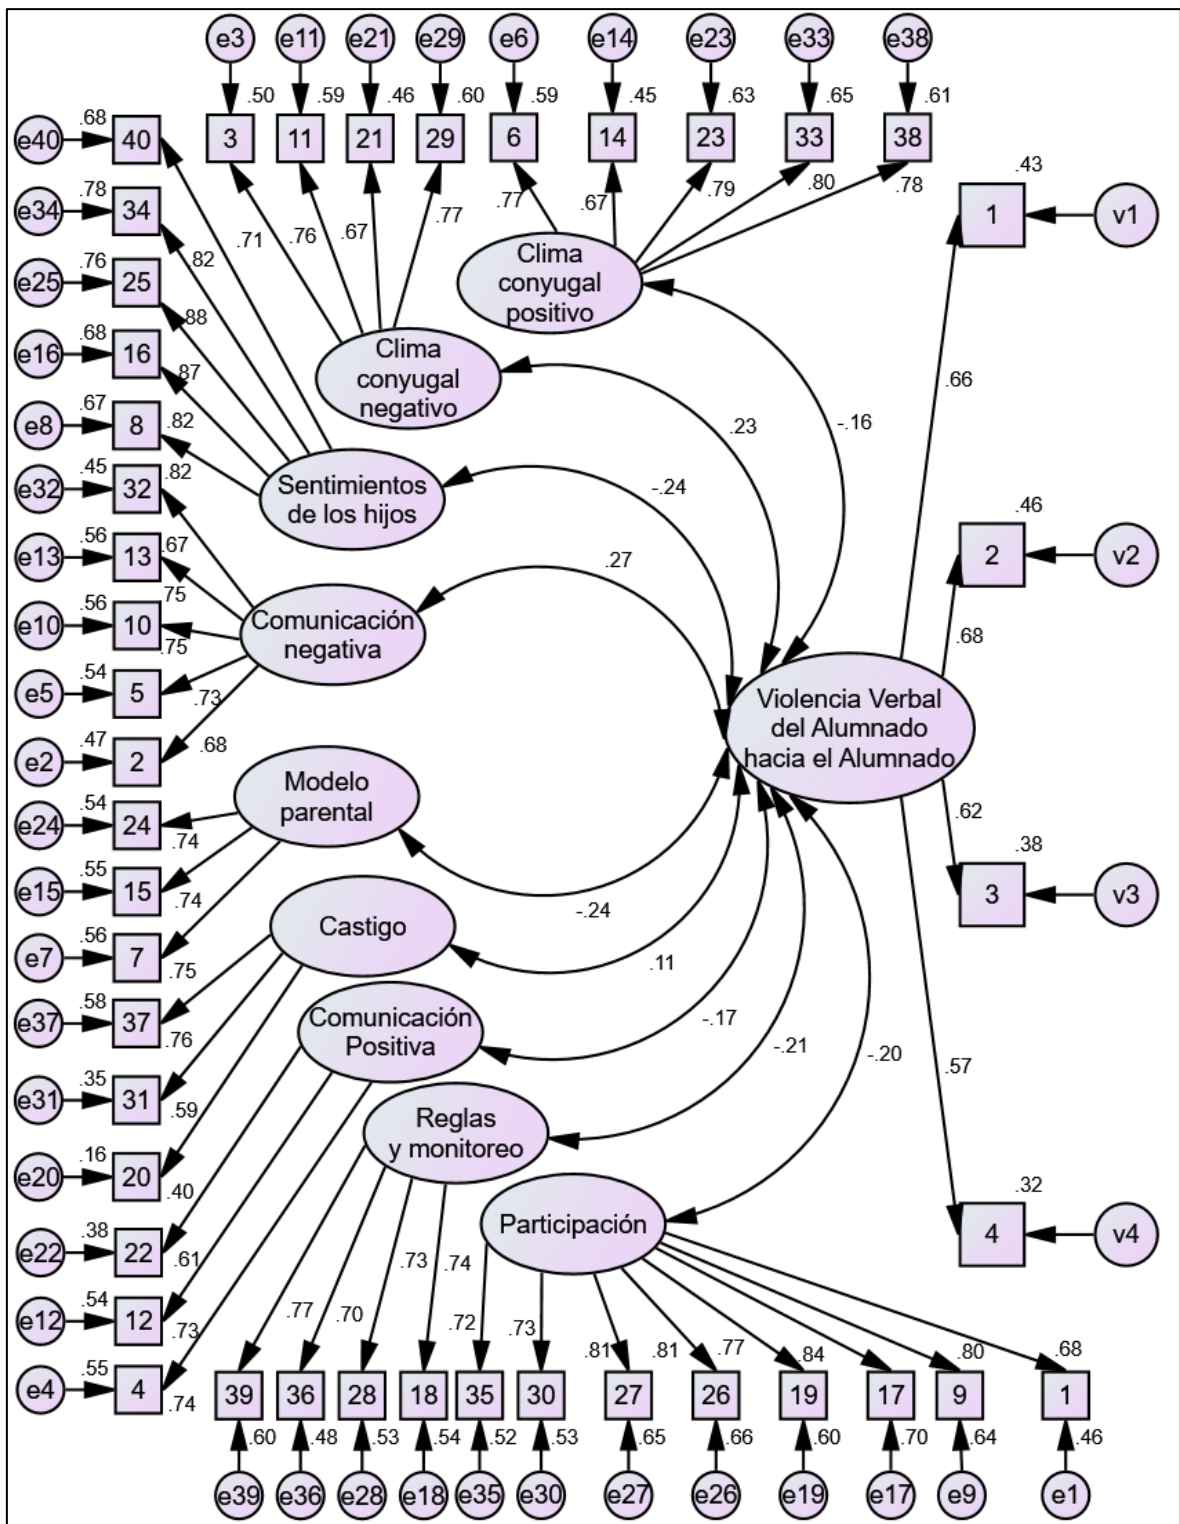 e3 e11 e21 e29 e6 e14 e23 e33 e38
.50 .59 .46 .60 .59 .45 .63 .65 .61
3 11 21 29 6 14 23 33 38
.71 .76 .67 .77 .77 .67 .79 .80 .78
e40 .68 40
e34 .78 34
.82
e25 .76 25
.88
e16 .68 16
.87
e8 .67 8
.82
e32 .45 32
.82
e13 .56 13
.67
e10 .56 10
.75
e5 .54 5
.75
e2 .47 2
.73
.68
e24 .54 24
.74
e15 .55 15
.74
e7 .56 7
.75
e37 .58 37
.76
e31 .35 31
.59
e20 .16 20
.40
e22 .38 22
.61
e12 .54 12
.73
e4 .55 4
.74
Clima
conyugal
positivo
Clima
conyugal
negativo
Sentimientos
de los hijos
Comunicación
negativa
Modelo
parental
Castigo
Comunicación
Positiva
Reglas
y monitoreo
Participación
-.16
.23
-.24
.27
-.24
.11
-.17
-.21
-.20
Violencia Verbal
del Alumnado
hacia el Alumnado
.66
.68
.62
.57
.43
1 v1
.46
2 v2
.38
3 v3
.32
4 v4
.77 .70 .73 .74 .72 .73 .81 .81 .77 .84 .80 .68
39 36 28 18 35 30 27 26 19 17 9 1
.60 .48 .53 .54 .52 .53 .65 .66 .60 .70 .64 .46
e39 e36 e28 e18 e35 e30 e27 e26 e19 e17 e9 e1